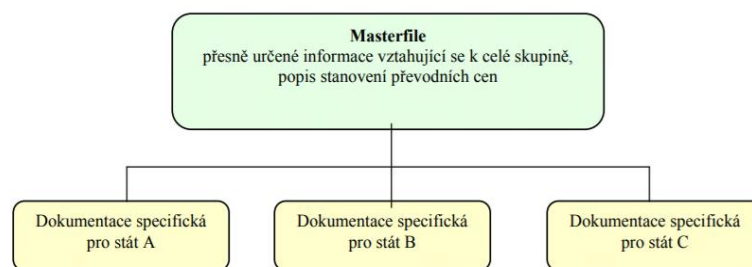 Masterfile
přesně určené informace vztahující se k celé skupině,
popis stanovení převodních cen
Dokumentace specifická
pro stát A
Dokumentace specifická
pro stát B
Dokumentace specifická
pro stát C